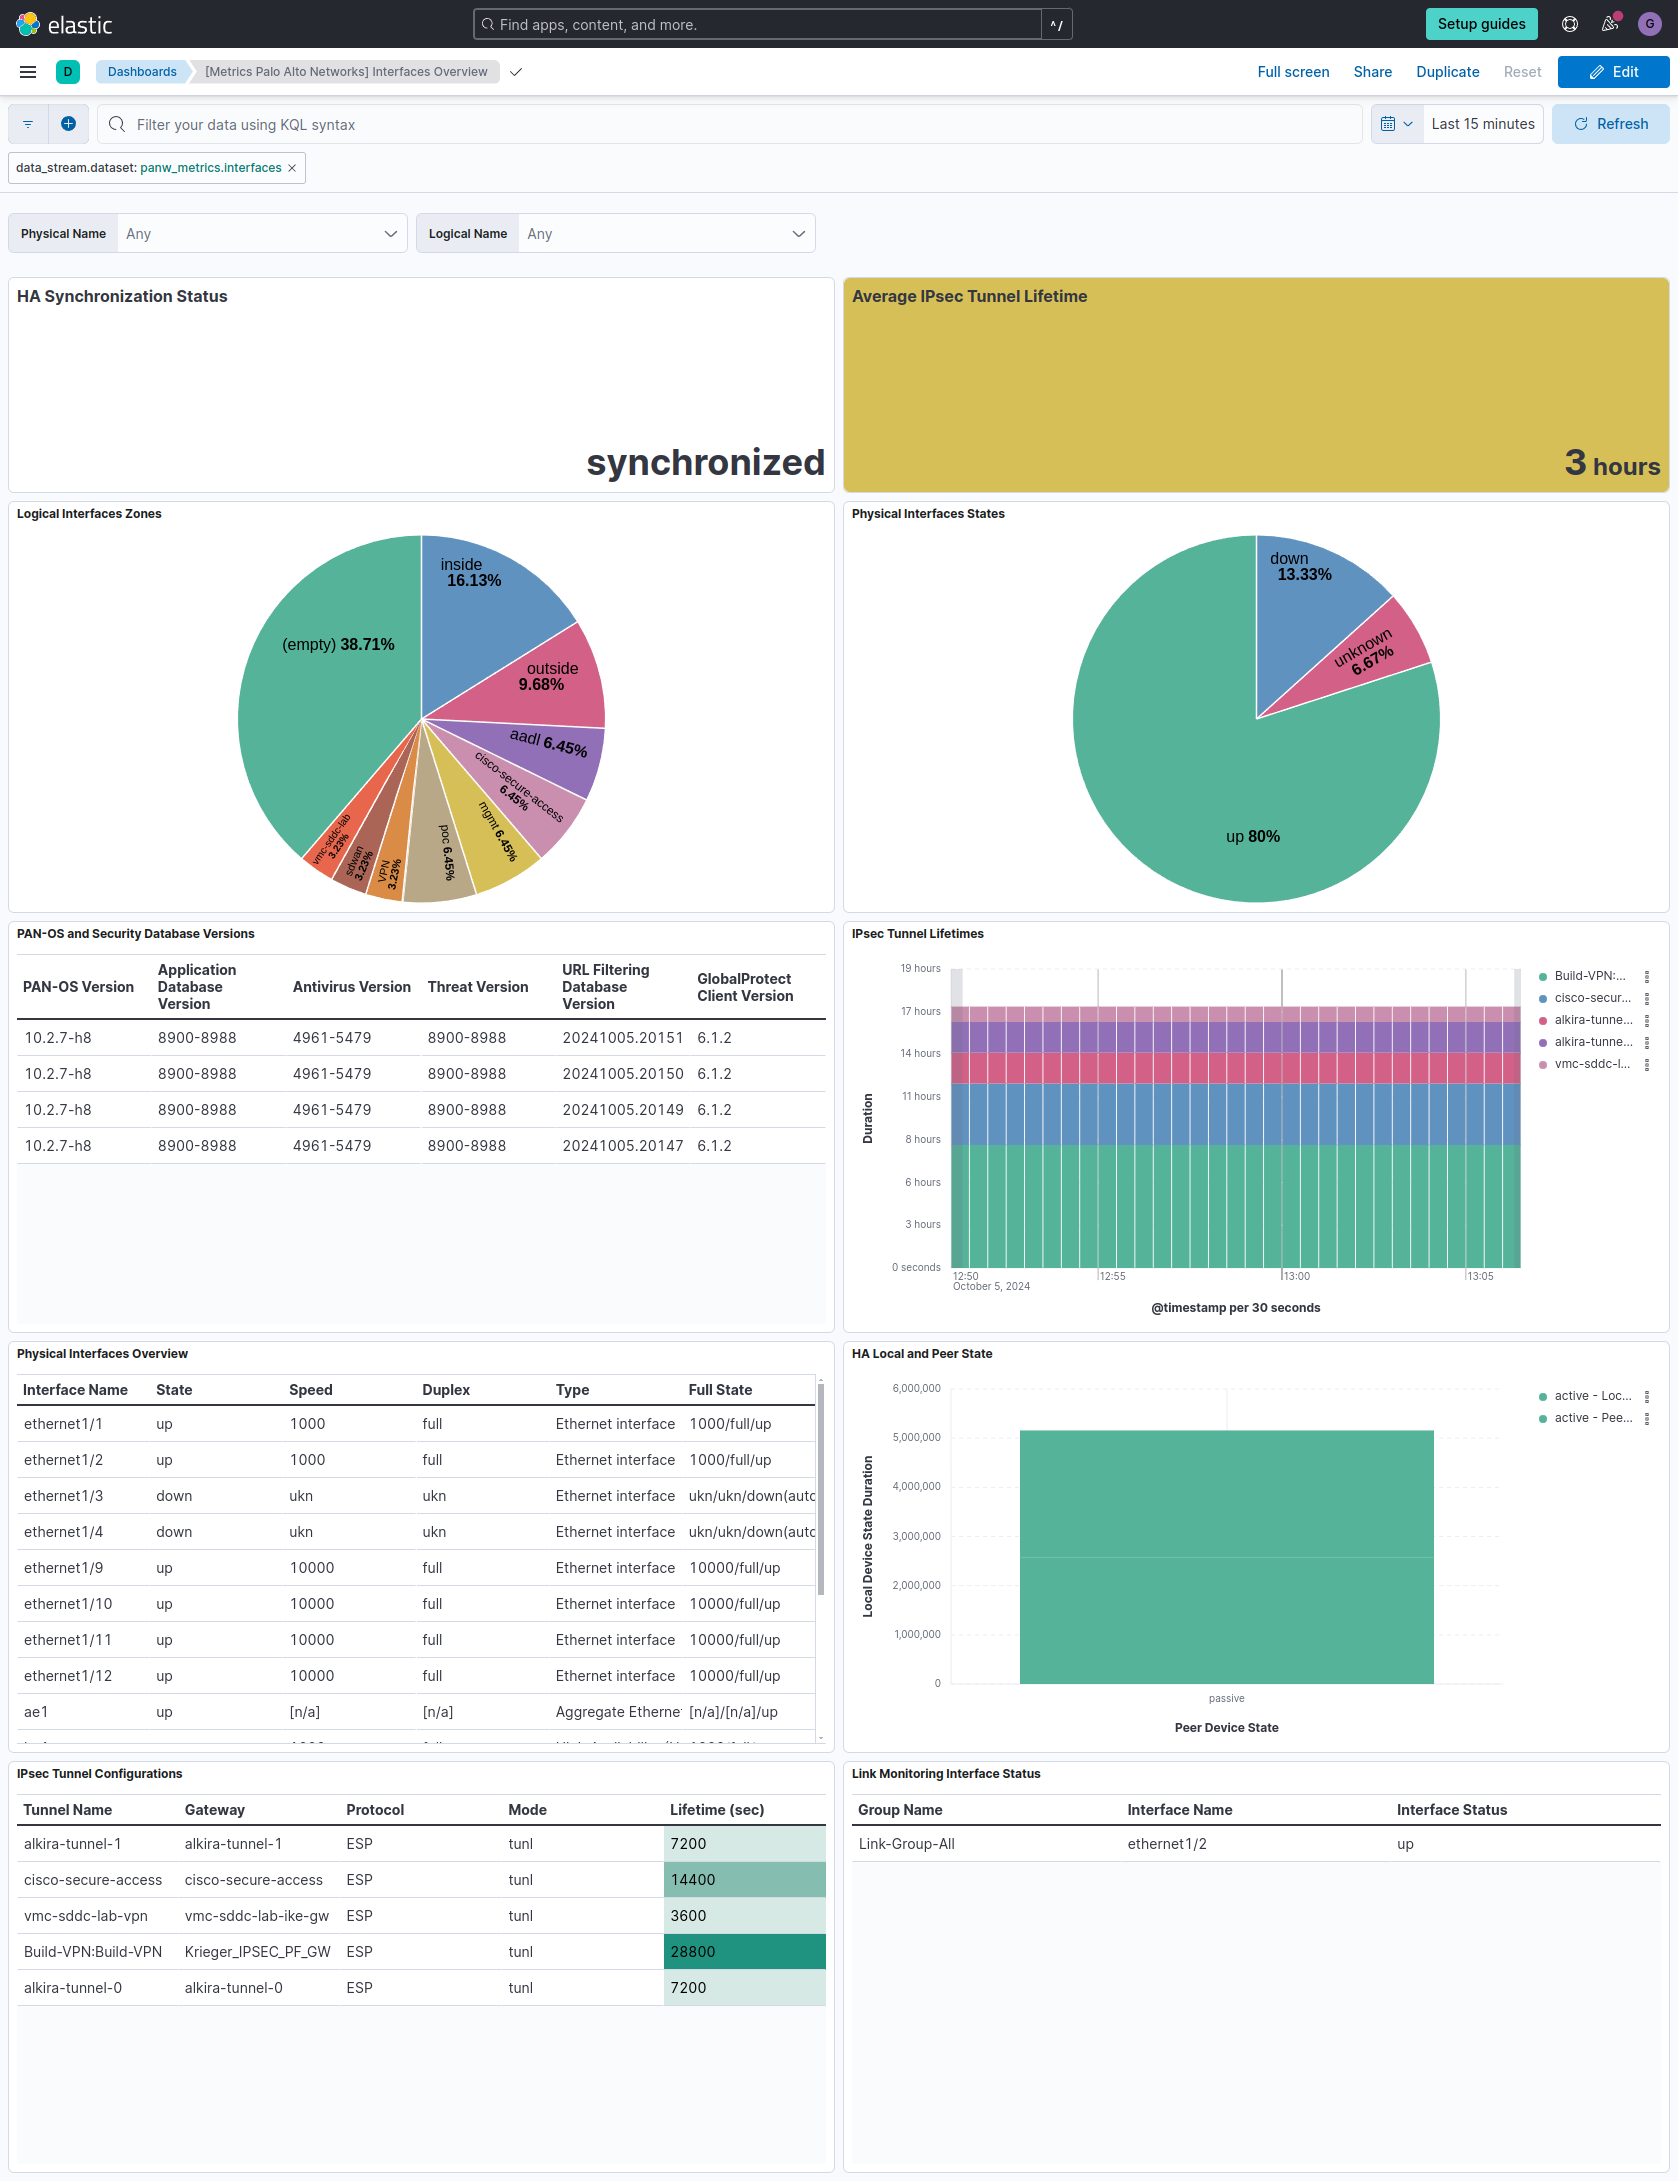 elastic
Find apps, content, and more.
^/
Setup guides
G
D
Dashboards
[Metrics Palo Alto Networks] Interfaces Overview
Full screen
Share
Duplicate
Reset
Edit
Filter your data using KQL syntax
Last 15 minutes
Refresh
data_stream.dataset: panw_metrics.interfaces
Physical Name
Any
Logical Name
Any
HA Synchronization Status
synchronized
Average IPsec Tunnel Lifetime
3 hours
Logical Interfaces Zones
inside
16.13%
(empty) 38.71%
outside
9.68%
aadl 6.45%
cisco-secure-access
6.45%
mgmt 6.45%
poc 6.45%
VPN
3.23%
sdwan
3.23%
vmc-sddc-lab
3.23%
Physical Interfaces States
down
13.33%
unknown
6.67%
up 80%
PAN-OS and Security Database Versions
PAN-OS Version
Application Database Version
Antivirus Version
Threat Version
URL Filtering Database Version
GlobalProtect Client Version
10.2.7-h8 8900-8988 4961-5479 8900-8988 20241005.20151 6.1.2
10.2.7-h8 8900-8988 4961-5479 8900-8988 20241005.20150 6.1.2
10.2.7-h8 8900-8988 4961-5479 8900-8988 20241005.20149 6.1.2
10.2.7-h8 8900-8988 4961-5479 8900-8988 20241005.20147 6.1.2
IPsec Tunnel Lifetimes
19 hours
17 hours
14 hours
11 hours
8 hours
6 hours
3 hours
0 seconds
Duration
12:50 12:55 13:00 13:05
October 5, 2024
@timestamp per 30 seconds
Build-VPN:...
cisco-secur...
alkira-tunne...
alkira-tunne...
vmc-sddc-l...
Physical Interfaces Overview
Interface Name State Speed Duplex Type Full State
ethernet1/1 up 1000 full Ethernet interface 1000/full/up
ethernet1/2 up 1000 full Ethernet interface 1000/full/up
ethernet1/3 down ukn ukn Ethernet interface ukn/ukn/down(auto
ethernet1/4 down ukn ukn Ethernet interface ukn/ukn/down(auto
ethernet1/9 up 10000 full Ethernet interface 10000/full/up
ethernet1/10 up 10000 full Ethernet interface 10000/full/up
ethernet1/11 up 10000 full Ethernet interface 10000/full/up
ethernet1/12 up 10000 full Ethernet interface 10000/full/up
ae1 up [n/a] [n/a] Aggregate Etherne [n/a]/[n/a]/up
HA Local and Peer State
6,000,000
5,000,000
4,000,000
3,000,000
2,000,000
1,000,000
0
Local Device State Duration
passive
Peer Device State
active - Loc...
active - Pee...
IPsec Tunnel Configurations
Tunnel Name Gateway Protocol Mode Lifetime (sec)
alkira-tunnel-1 alkira-tunnel-1 ESP tunl 7200
cisco-secure-access cisco-secure-access ESP tunl 14400
vmc-sddc-lab-vpn vmc-sddc-lab-ike-gw ESP tunl 3600
Build-VPN:Build-VPN Krieger_IPSEC_PF_GW ESP tunl 28800
alkira-tunnel-0 alkira-tunnel-0 ESP tunl 7200
Link Monitoring Interface Status
Group Name Interface Name Interface Status
Link-Group-All ethernet1/2 up